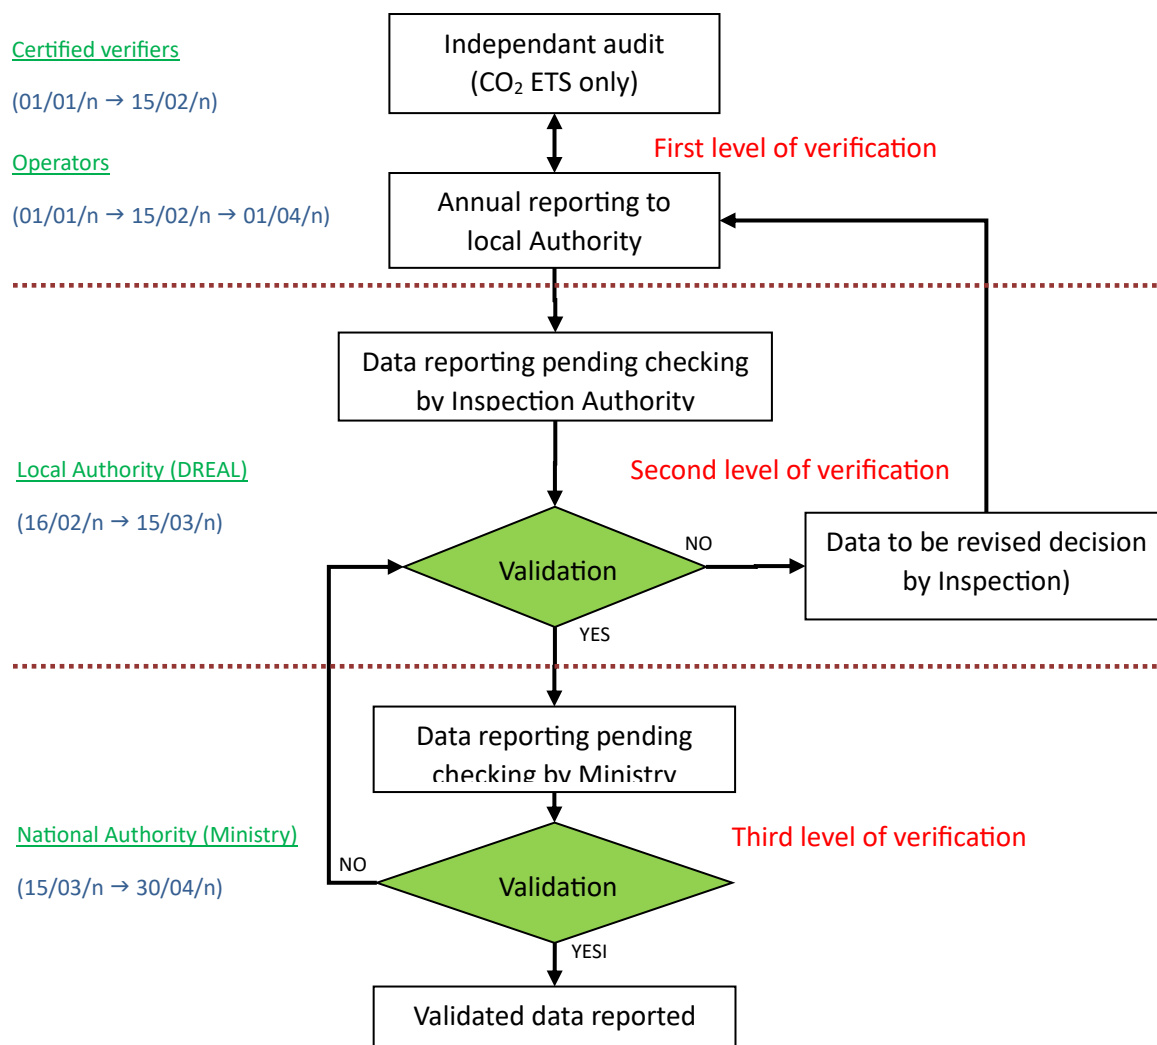 Independant audit
(CO₂ ETS only)
Certified verifiers
(01/01/n → 15/02/n)
First level of verification
Operators
(01/01/n → 15/02/n → 01/04/n)
Annual reporting to
local Authority
Data reporting pending checking
by Inspection Authority
Local Authority (DREAL)
(16/02/n → 15/03/n)
Second level of verification
Validation
NO
Data to be revised decision
by Inspection)
YES
Data reporting pending
checking by Ministry
National Authority (Ministry)
(15/03/n → 30/04/n)
Third level of verification
NO
Validation
YESI
Validated data reported